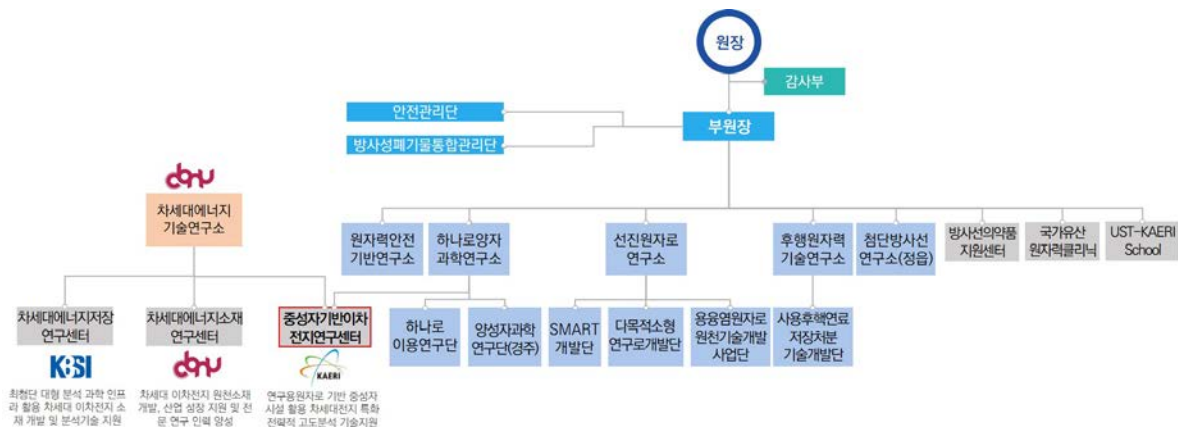 원장
감사부
부원장
안전관리단
방사성폐기물통합관리단
cbnu
차세대에너지
기술연구소
원자력안전
기반연구소
하나로양자
과학연구소
선진원자로
연구소
후행원자력
기술연구소
첨단방사선
연구소(정읍)
방사선의약품
지원센터
국가유산
원자력클리닉
UST-KAERI
School
차세대에너지저장
연구센터
차세대에너지소재
연구센터
중성자기반이차
전지연구센터
하나로
이용연구단
양성자과학
연구단(경주)
SMART
개발단
다목적소형
연구로개발단
용융염원자로
원천기술개발
사업단
사용후핵연료
저장처분
기술개발단
KBSI
최첨단 대형 분석 과학 인프
라 활용 차세대 이차전지 소
재 개발 및 분석기술 지원
cbnu
차세대 이차전지 원천소재
개발, 산업 성장 지원 및 전
문 연구 인력 양성
KAERI
연구용원자로 기반 중성자
시설 활용 차세대전지 특화
전략적 고도분석 기술지원